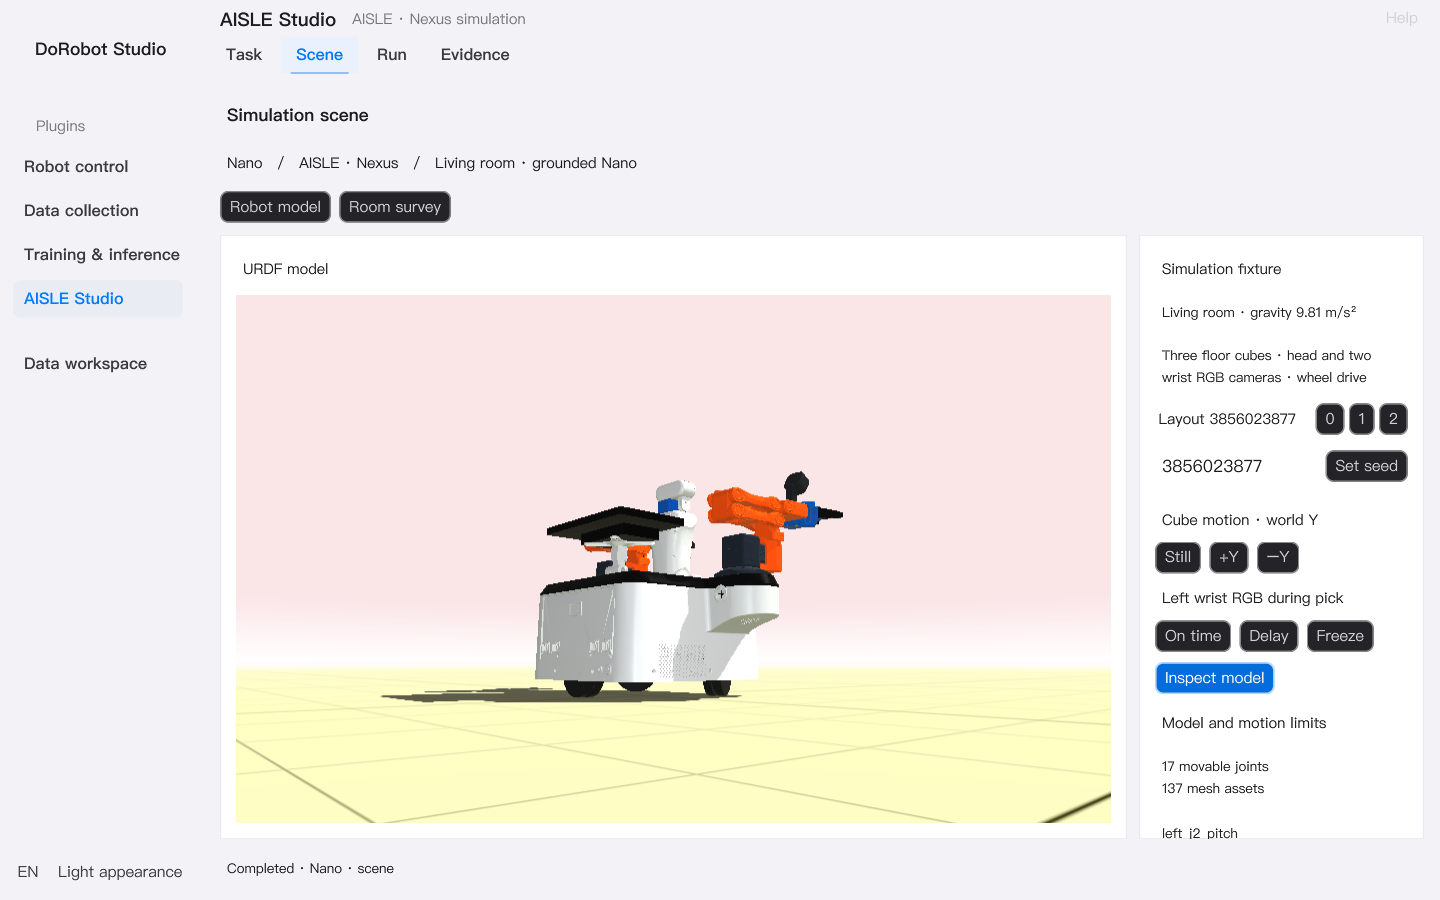 DoRobot Studio
Plugins
Robot control
Data collection
Training & inference
AISLE Studio
Data workspace
EN Light appearance
AISLE Studio AISLE · Nexus simulation
Help
Task Scene Run Evidence
Simulation scene
Nano / AISLE · Nexus / Living room · grounded Nano
Robot model Room survey
URDF model
Simulation fixture
Living room · gravity 9.81 m/s²
Three floor cubes · head and two
wrist RGB cameras · wheel drive
Layout 3856023877 0 1 2
3856023877 Set seed
Cube motion · world Y
Still +Y —Y
Left wrist RGB during pick
On time Delay Freeze
Inspect model
Model and motion limits
17 movable joints
137 mesh assets
left_j2_pitch
Completed · Nano · scene